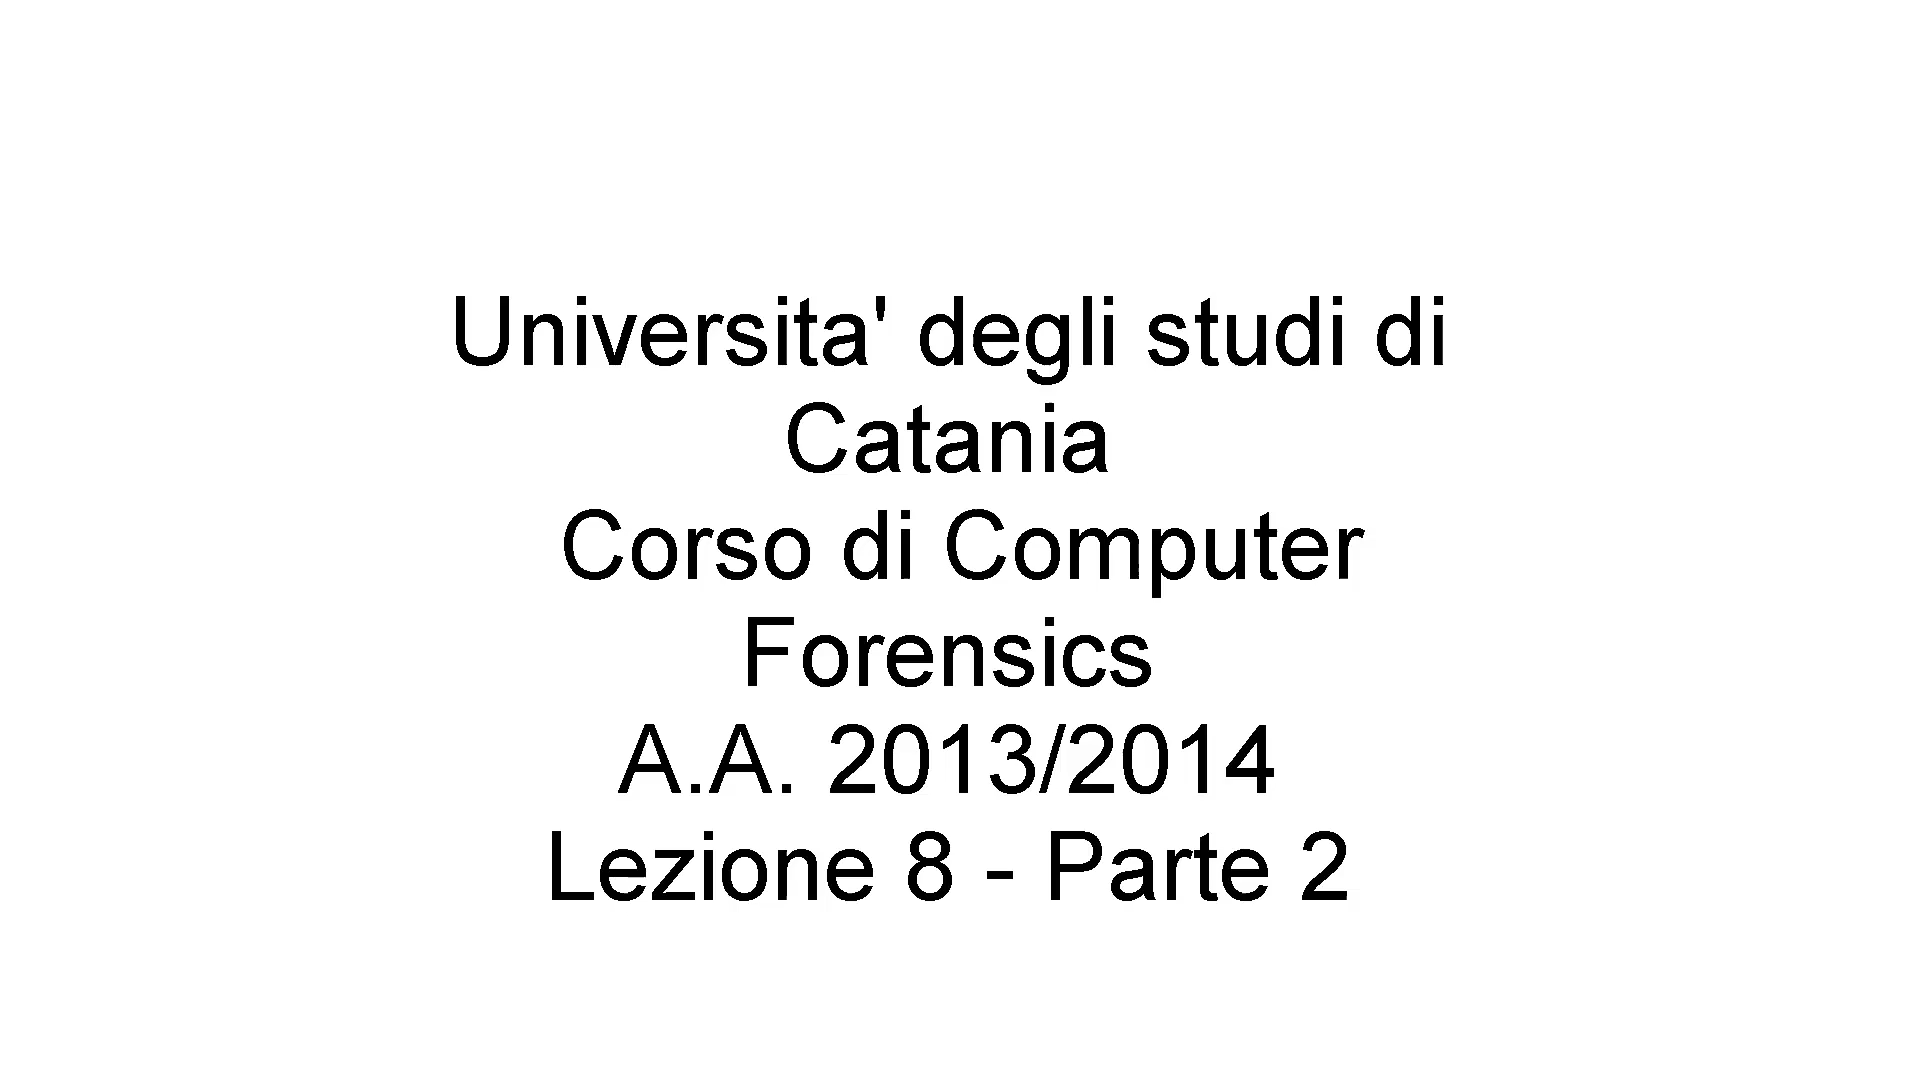 Universita' degli studi di
Catania
Corso di Computer
Forensics
A.A. 2013/2014
Lezione 8 - Parte 2